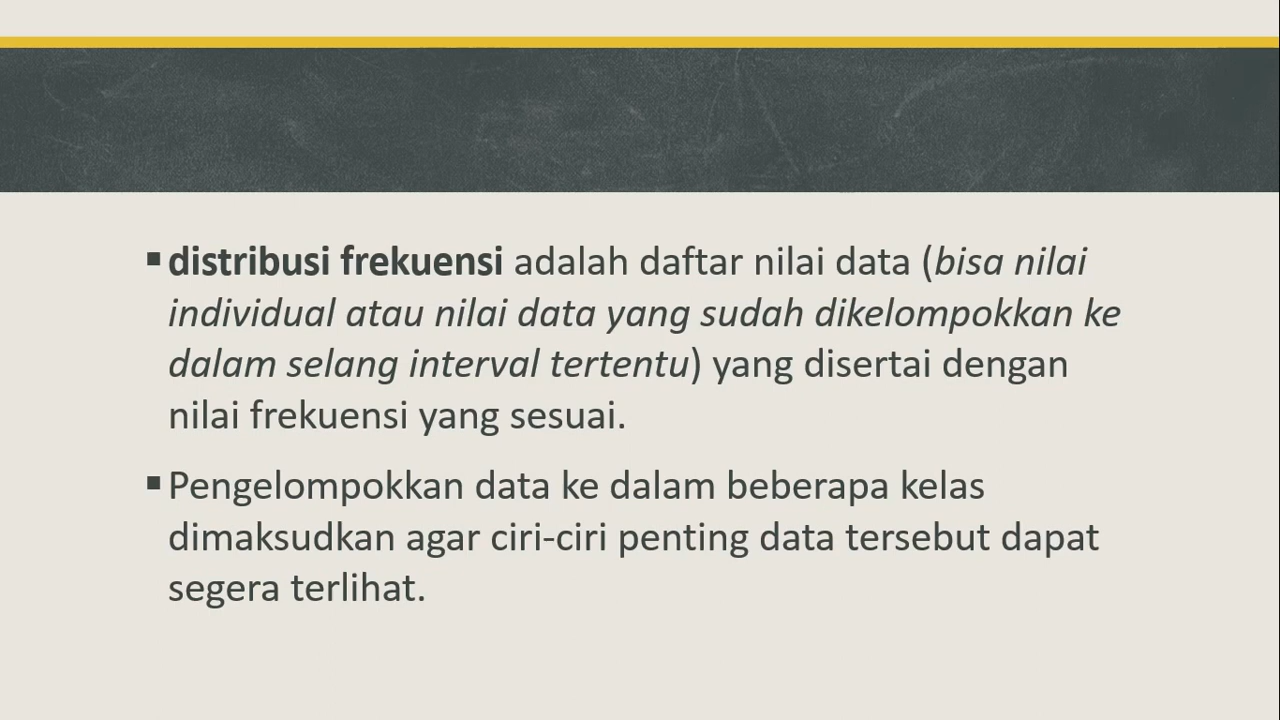 ▪ distribusi frekuensi adalah daftar nilai data (bisa nilai
individual atau nilai data yang sudah dikelompokkan ke
dalam selang interval tertentu) yang disertai dengan
nilai frekuensi yang sesuai.
▪ Pengelompokkan data ke dalam beberapa kelas
dimaksudkan agar ciri-ciri penting data tersebut dapat
segera terlihat.